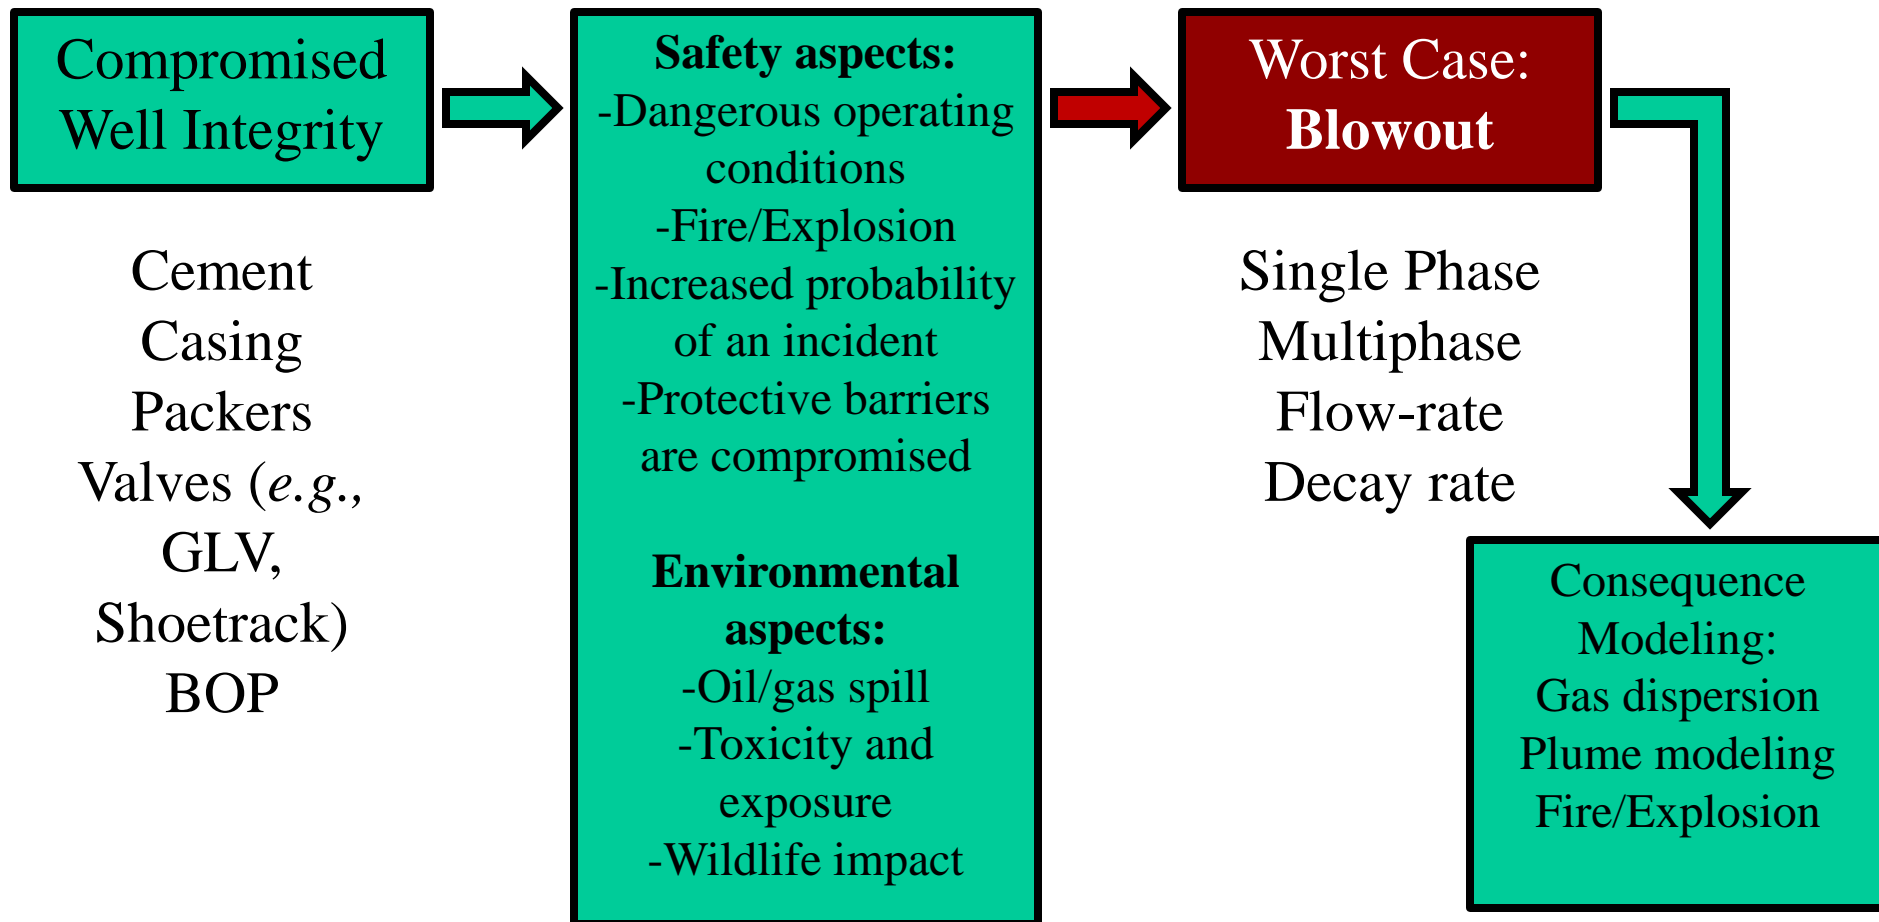 Compromised
Well Integrity
Cement
Casing
Packers
Valves (e.g.,
GLV,
Shoetrack)
BOP
Safety aspects:
-Dangerous operating
conditions
-Fire/Explosion
-Increased probability
of an incident
-Protective barriers
are compromised
Environmental
aspects:
-Oil/gas spill
-Toxicity and
exposure
-Wildlife impact
Worst Case:
Blowout
Single Phase
Multiphase
Flow-rate
Decay rate
Consequence
Modeling:
Gas dispersion
Plume modeling
Fire/Explosion